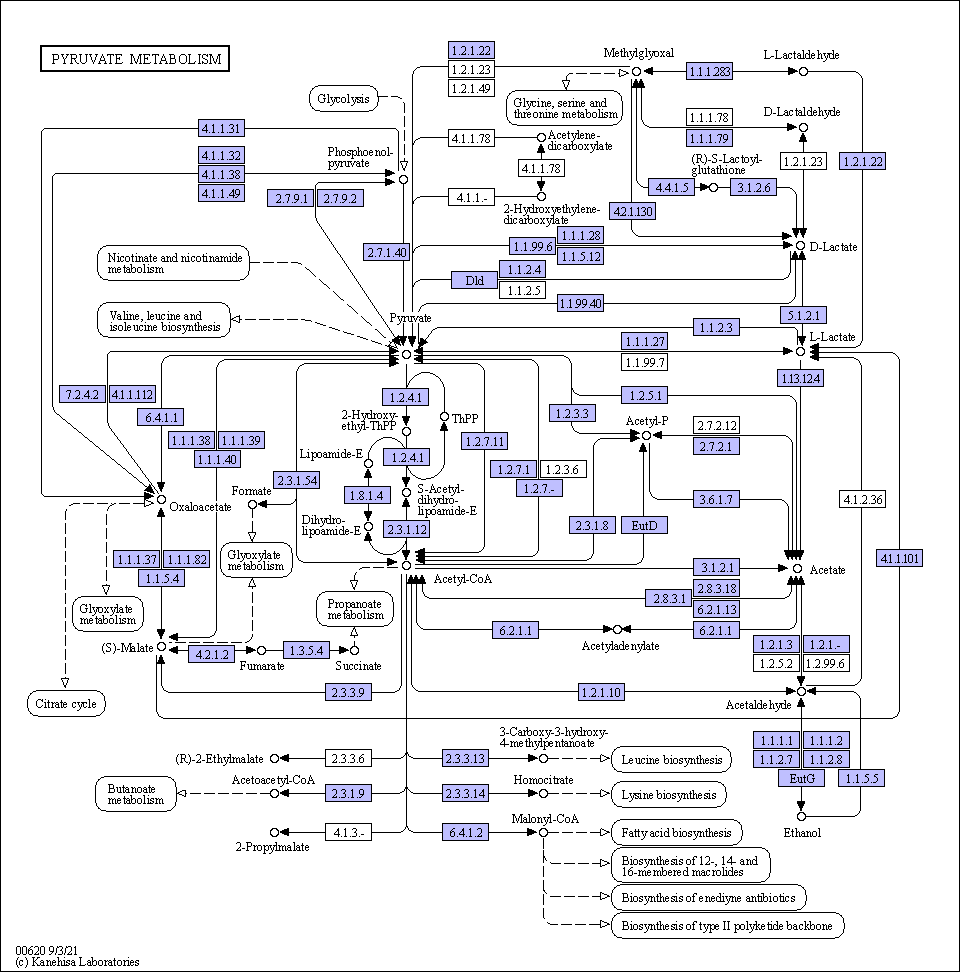 PYRUVATE METABOLISM
1.2.1.22
1.2.1.23
1.2.1.49
Methylglyoxal
1.1.1.283
L-Lactaldehyde
Glycolysis
Glycine, serine and
threonine metabolism
1.1.1.78
1.1.1.79
D-Lactaldehyde
4.1.1.31
4.1.1.32
4.1.1.38
4.1.1.49
Phosphoenol-
pyruvate
4.1.1.78
Acetylene-
dicarboxylate
4.1.1.78
4.1.1.-
2-Hydroxyethylene-
dicarboxylate
(R)-S-Lactoyl-
glutathione
1.2.1.23
1.2.1.22
4.4.1.5
3.1.2.6
4.2.1.130
2.7.9.1
2.7.9.2
2.7.1.40
1.1.99.6
1.1.1.28
1.1.5.12
D-Lactate
Nicotinate and nicotinamide
metabolism
Dld
1.1.2.4
1.1.2.5
1.1.99.40
Valine, leucine and
isoleucine biosynthesis
Pyruvate
5.1.2.1
1.1.2.3
L-Lactate
1.1.1.27
1.1.99.7
1.13.12.4
7.2.4.2
4.1.1.112
6.4.1.1
1.2.4.1
1.2.5.1
1.2.3.3
2-Hydroxy-
ethyl-ThPP
ThPP
Acetyl-P
2.7.2.12
2.7.2.1
1.1.1.38
1.1.1.39
1.1.1.40
Lipoamide-E
1.2.4.1
1.2.7.11
1.2.7.1
1.2.3.6
1.2.7.-
2.3.1.54
Formate
1.8.1.4
S-Acetyl-
dihydro-
lipoamide-E
3.6.1.7
4.1.2.36
Oxaloacetate
Dihydro-
lipoamide-E
2.3.1.12
2.3.1.8
EutD
Glyoxylate
metabolism
1.1.1.37
1.1.1.82
1.1.5.4
4.1.1.101
Acetyl-CoA
3.1.2.1
Acetate
2.8.3.18
2.8.3.1
6.2.1.13
Glyoxylate
metabolism
Propanoate
metabolism
6.2.1.1
6.2.1.1
Acetyladenylate
(S)-Malate
4.2.1.2
Fumarate
1.3.5.4
Succinate
1.2.1.3
1.2.1.-
1.2.5.2
1.2.99.6
Citrate cycle
2.3.3.9
1.2.1.10
Acetaldehyde
3-Carboxy-3-hydroxy-
4-methylpentanoate
1.1.1.1
1.1.1.2
1.1.2.7
1.1.2.8
EutG
1.1.5.5
(R)-2-Ethylmalate
2.3.3.6
2.3.3.13
Leucine biosynthesis
Acetoacetyl-CoA
Homocitrate
Butanoate
metabolism
2.3.1.9
2.3.3.14
Lysine biosynthesis
Malonyl-CoA
Ethanol
4.1.3.-
2-Propylmalate
6.4.1.2
Fatty acid biosynthesis
Biosynthesis of 12-, 14- and
16-membered macrolides
Biosynthesis of enediyne antibiotics
Biosynthesis of type II polyketide backbone
00620 9/3/21
(c) Kanehisa Laboratories